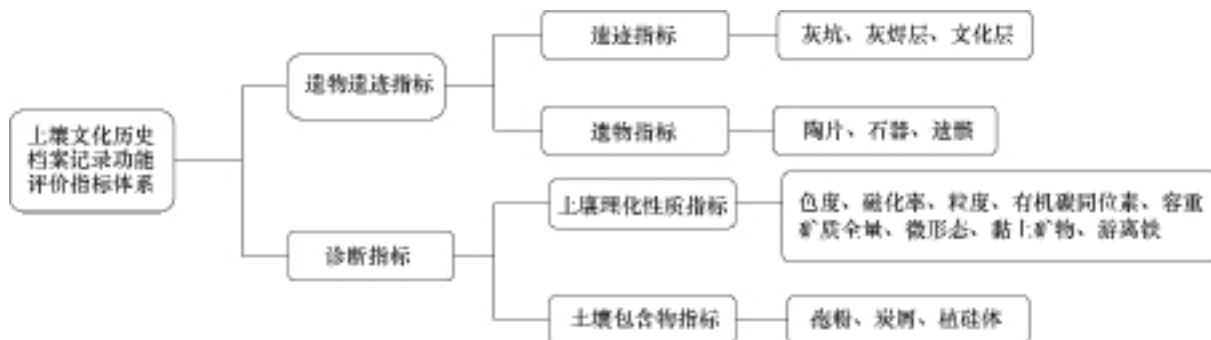 土壤文化历史
档案记录功能
评价指标体系
遗物遗迹指标
遗迹指标
灰坑、灰烬层、文化层
遗物指标
陶片、石器、遗骸
诊断指标
土壤理化性质指标
色度、磁化率、粒度、有机碳同位素、容重
矿质全量、微形态、黏土矿物、游离铁
土壤包含物指标
孢粉、炭屑、植硅体